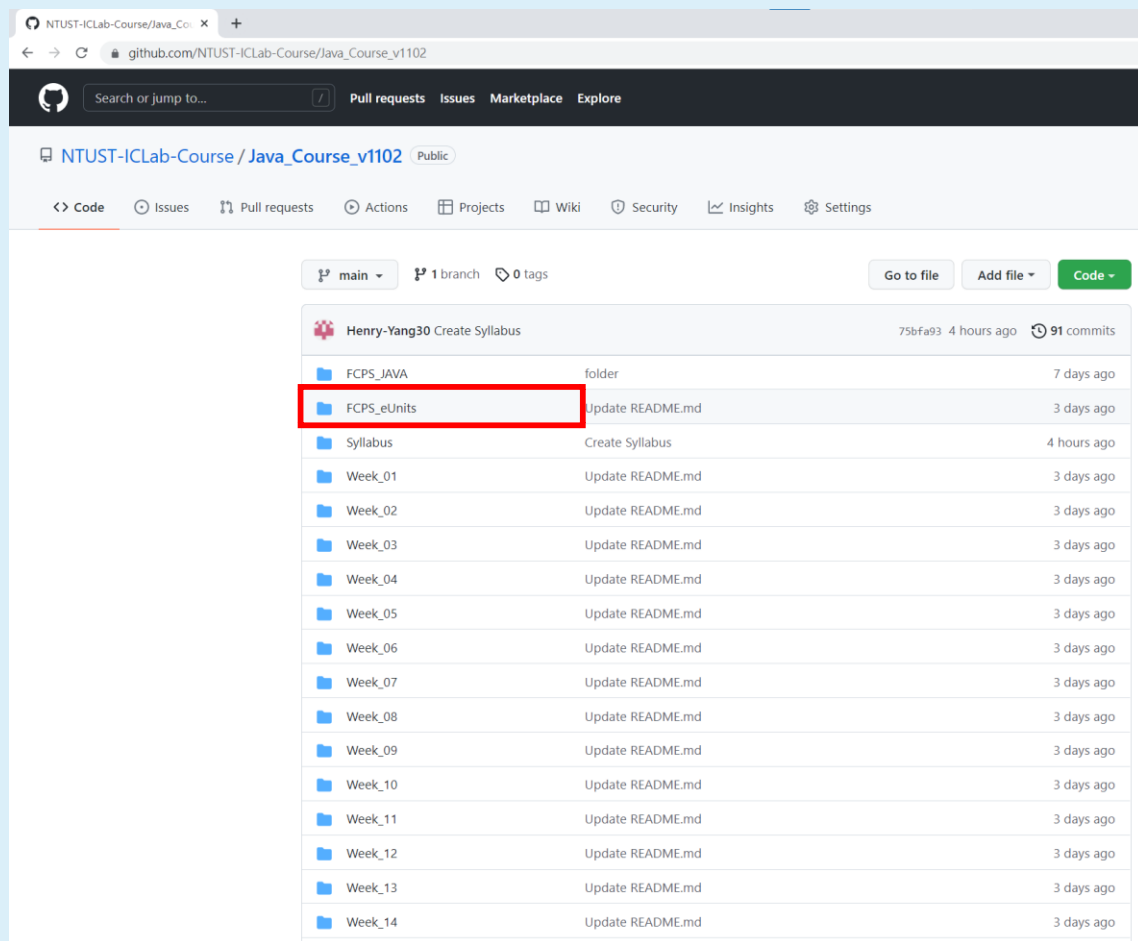 NTUST-ICLab-Course/Java_Cou
github.com/NTUST-ICLab-Course/Java_Course_v1102
Search or jump to... / Pull requests Issues Marketplace Explore
NTUST-ICLab-Course / Java_Course_v1102 Public
<> Code Issues Pull requests Actions Projects Wiki Security Insights Settings
main 1 branch 0 tags Go to file Add file Code
Henry-Yang30 Create Syllabus 75bfa93 4 hours ago 91 commits
FCPS_JAVA folder 7 days ago
FCPS_eUnits Update README.md 3 days ago
Syllabus Create Syllabus 4 hours ago
Week_01 Update README.md 3 days ago
Week_02 Update README.md 3 days ago
Week_03 Update README.md 3 days ago
Week_04 Update README.md 3 days ago
Week_05 Update README.md 3 days ago
Week_06 Update README.md 3 days ago
Week_07 Update README.md 3 days ago
Week_08 Update README.md 3 days ago
Week_09 Update README.md 3 days ago
Week_10 Update README.md 3 days ago
Week_11 Update README.md 3 days ago
Week_12 Update README.md 3 days ago
Week_13 Update README.md 3 days ago
Week_14 Update README.md 3 days ago